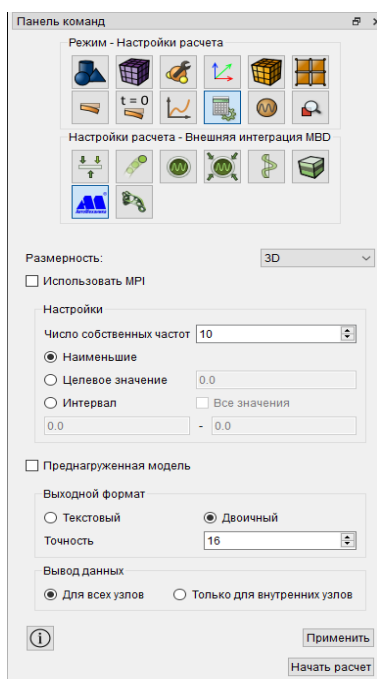 Панель команд
Режим - Настройки расчета
t = 0
Настройки расчета - Внешняя интеграция MBD
Размерность: 3D
Использовать MPI
Настройки
Число собственных частот 10
Наименьшие
Целевое значение 0.0
Интервал Все значения
0.0 - 0.0
Преднагруженная модель
Выходной формат
Текстовый Двоичный
Точность 16
Вывод данных
Для всех узлов Только для внутренних узлов
Применить
Начать расчет